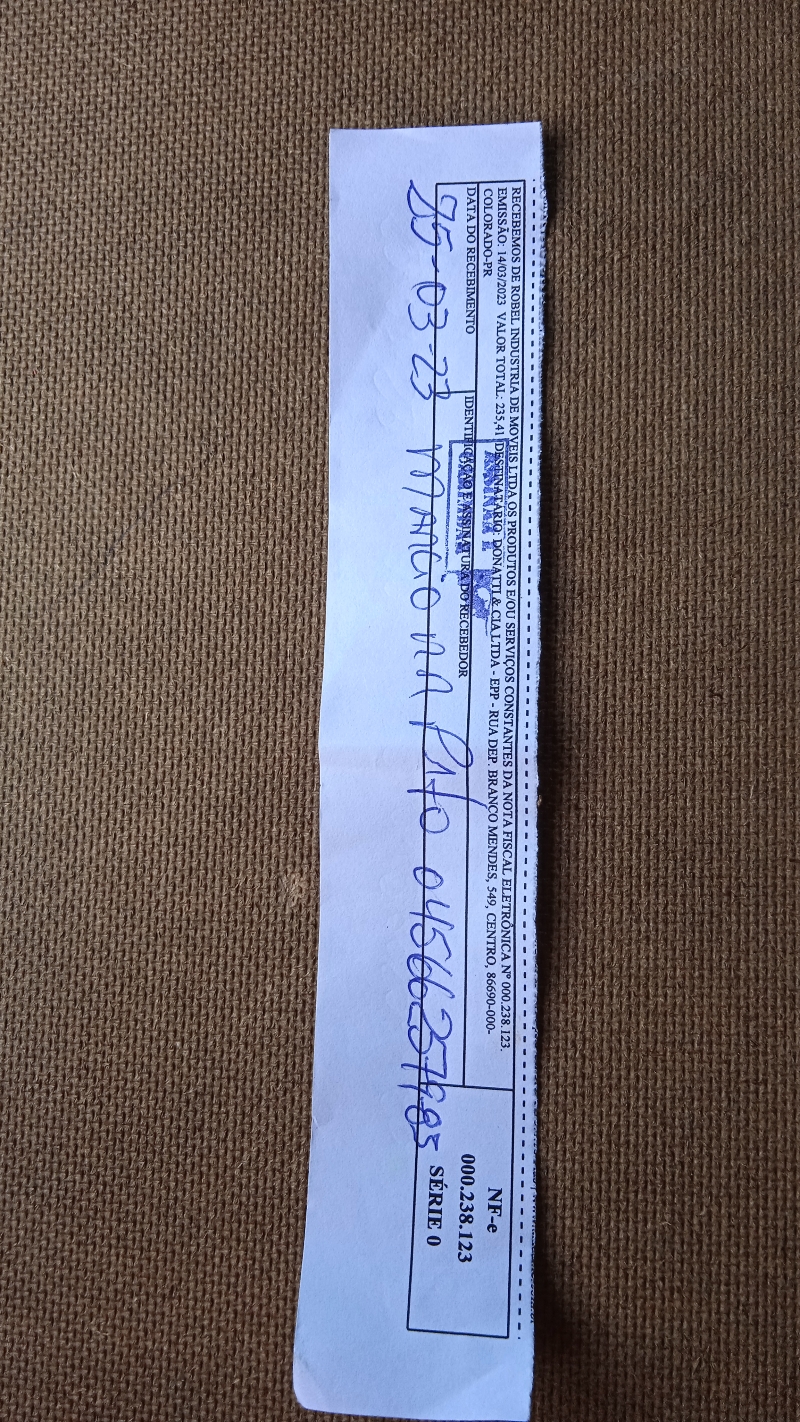 RECEBEMOS DE ROBEL INDUSTRIA DE MOVEIS LTDA OS PRODUTOS E/OU SERVIÇOS CONSTANTES DA NOTA FISCAL ELETRÔNICA Nº 000.238.123.
EMISSÃO: 14/03/2023 VALOR TOTAL: 235,41 DESTINATÁRIO: DONATTI & CIA LTDA - EPP - RUA DEP. BRANCO MENDES, 549, CENTRO, 86690-000-
COLORADO-PR
DATA DO RECEBIMENTO IDENTIFICAÇÃO E ASSINATURA DO RECEBEDOR
15-03-23
NF-e
000.238.123
SÉRIE 0